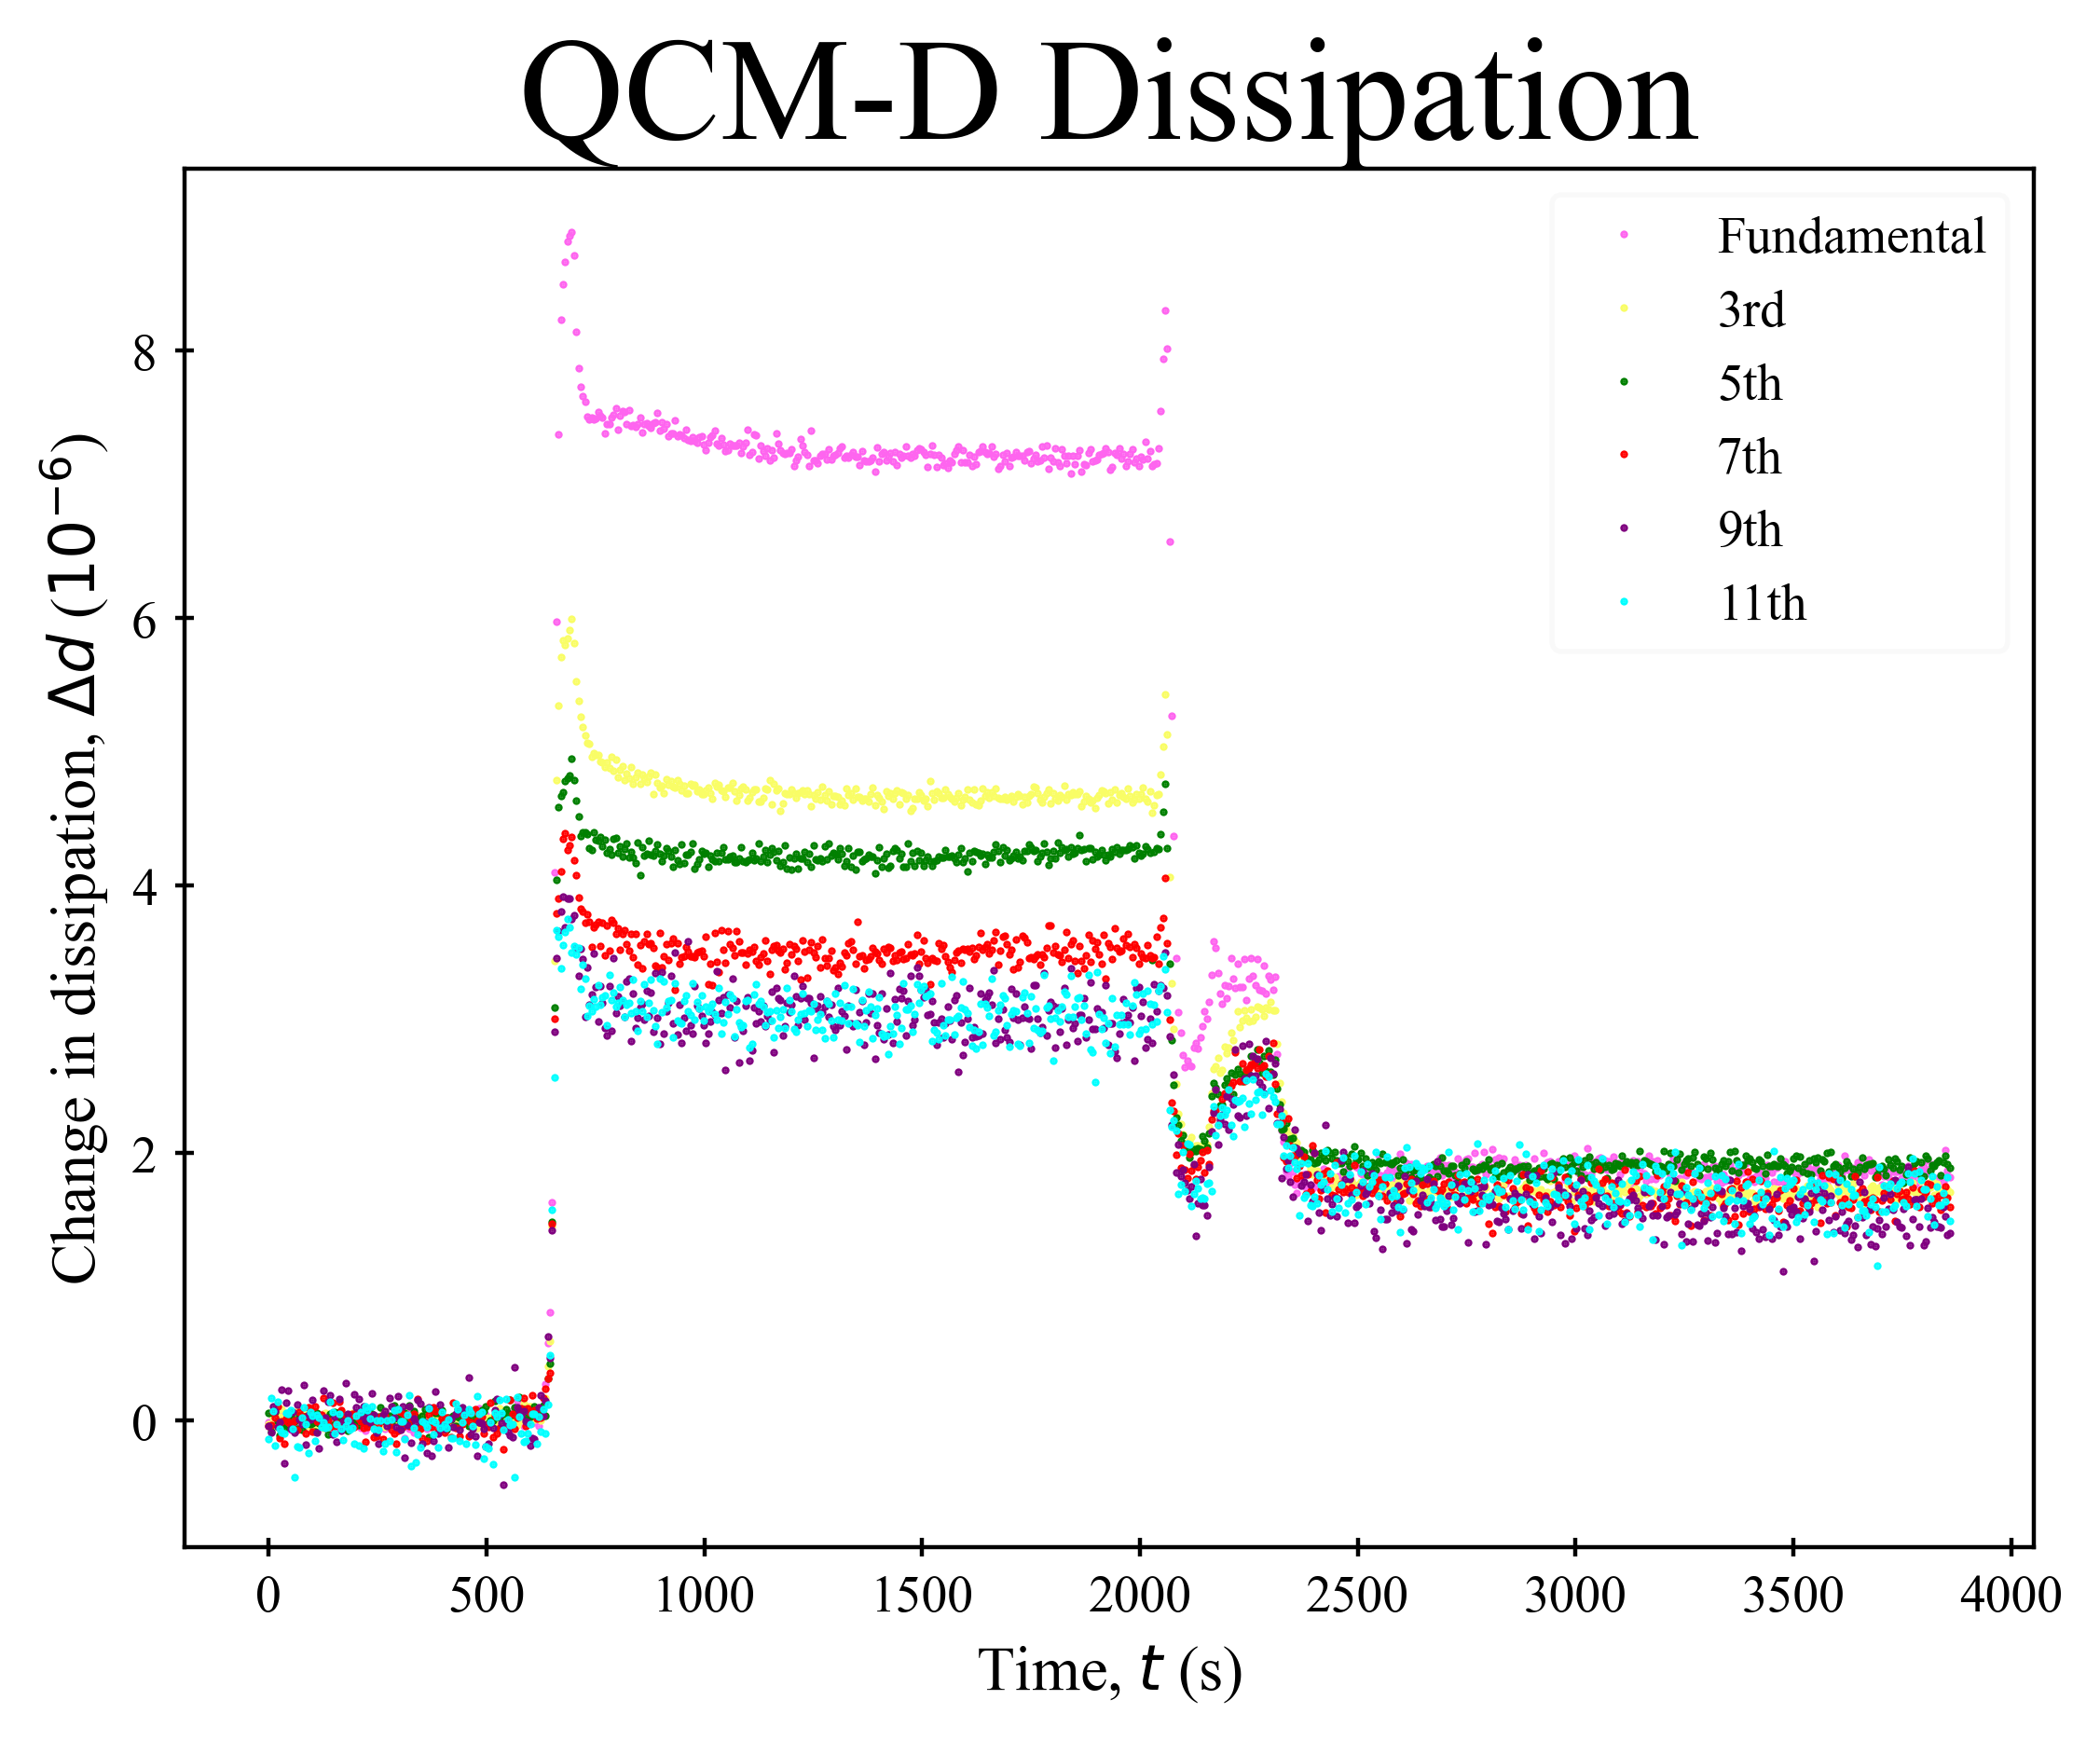 QCM-D Dissipation
Change in dissipation, Δd (10⁻⁶)
8
6
4
2
0
Fundamental
3rd
5th
7th
9th
11th
0 500 1000 1500 2000 2500 3000 3500 4000
Time, t (s)